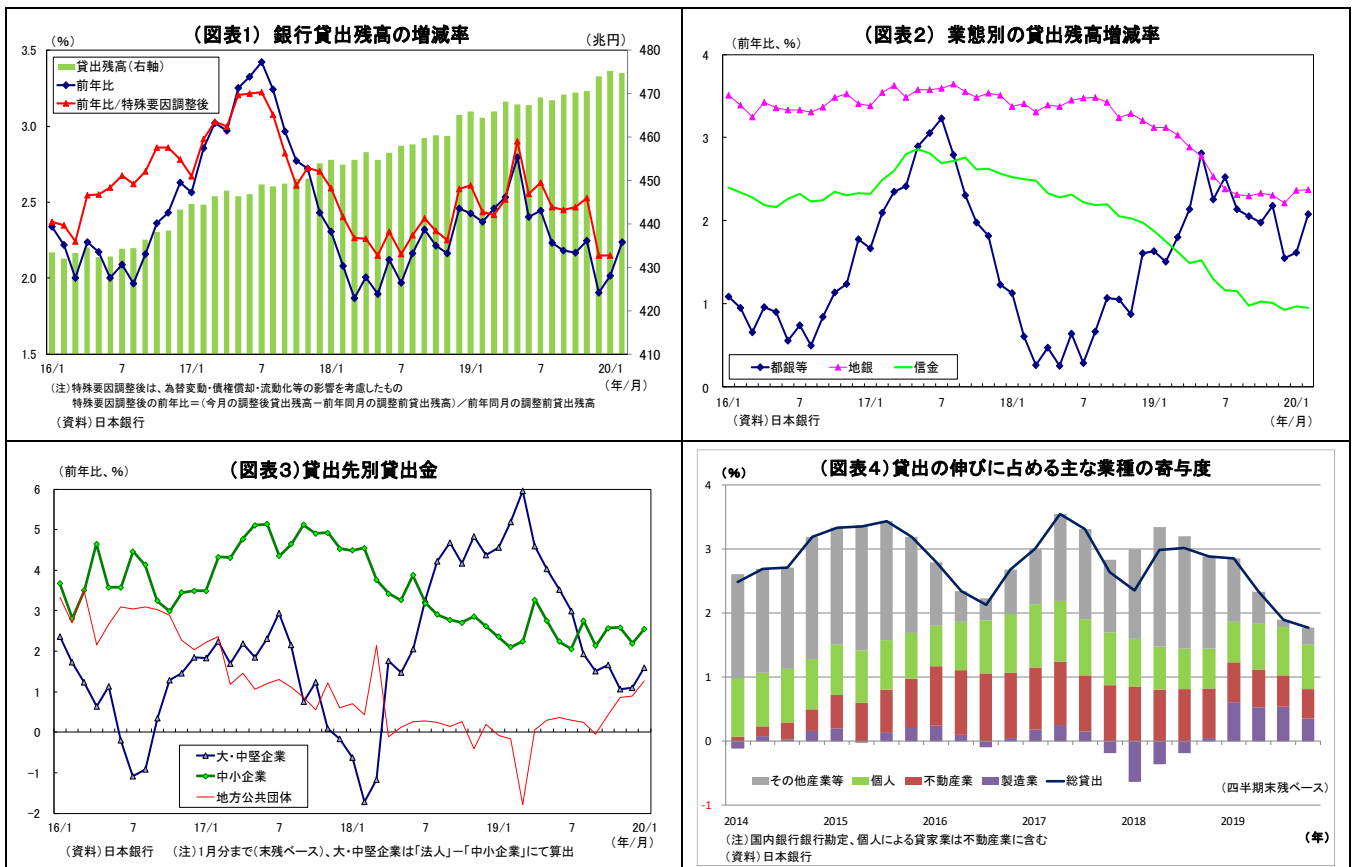 （図表1） 銀行貸出残高の増減率
（%）
（兆円）
3.5
3.0
2.5
2.0
1.5
480
470
460
450
440
430
420
410
貸出残高（右軸）
前年比
前年比/特殊要因調整後
16/1 7 17/1 7 18/1 7 19/1 7 20/1
（年/月）
（注）特殊要因調整後は、為替変動・債権償却・流動化等の影響を考慮したもの
特殊要因調整後の前年比＝（今月の調整後貸出残高－前年同月の調整前貸出残高）／前年同月の調整前貸出残高
（資料）日本銀行
（図表2） 業態別の貸出残高増減率
（前年比、%）
4
3
2
1
0
都銀等 地銀 信金
16/1 7 17/1 7 18/1 7 19/1 7 20/1
（年/月）
（資料）日本銀行
（図表3）貸出先別貸出金
（前年比、%）
6
5
4
3
2
1
0
-1
-2
大・中堅企業
中小企業
地方公共団体
16/1 7 17/1 7 18/1 7 19/1 7 20/1
（年/月）
（資料）日本銀行 （注）1月分まで（末残ベース）、大・中堅企業は「法人」－「中小企業」にて算出
（図表4）貸出の伸びに占める主な業種の寄与度
（%）
4
3
2
1
0
-1
その他産業等 個人 不動産業 製造業 総貸出
（四半期末残ベース）
2014 2015 2016 2017 2018 2019
（年）
（注）国内銀行銀行勘定、個人による貸家業は不動産業に含む
（資料）日本銀行